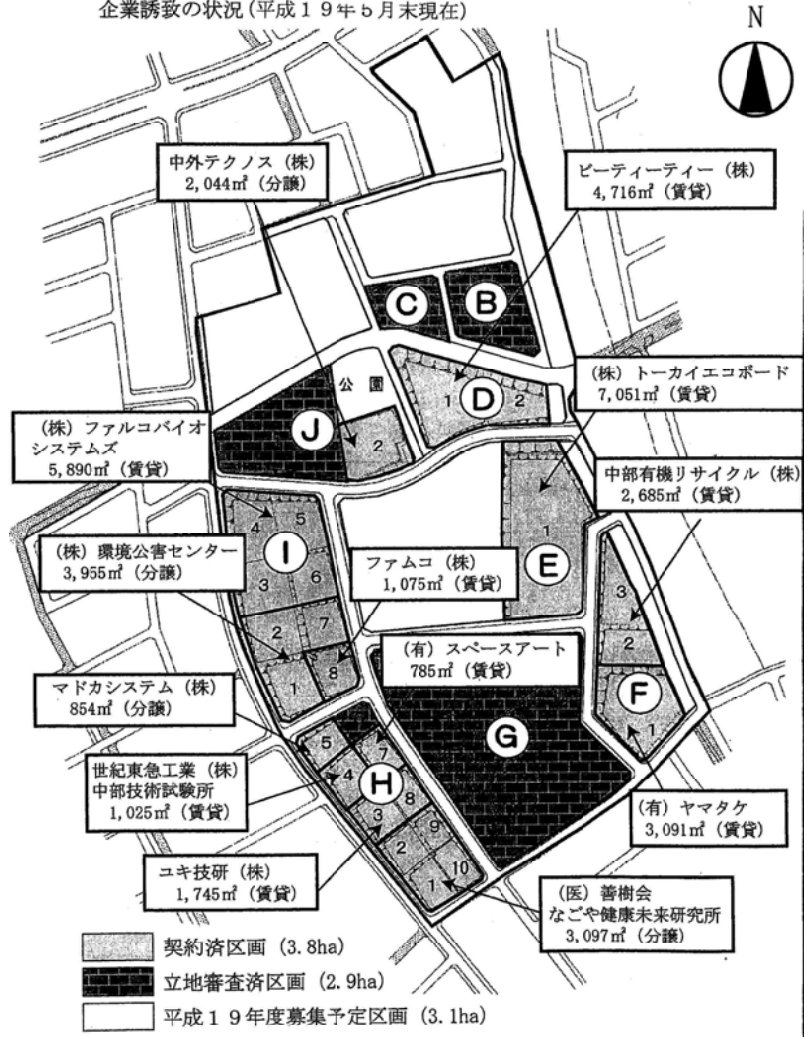 企業誘致の状況(平成19年5月末現在)
N
中外テクノス(株)
2,044㎡(分譲)
ビーティーティー(株)
4,716㎡(賃貸)
C
B
(株)トーカイエコボード
7,051㎡(賃貸)
公園
1
D
2
J
2
(株)ファルコバイオ
システムズ
5,890㎡(賃貸)
中部有機リサイクル(株)
2,685㎡(賃貸)
4
5
I
1
E
(株)環境公害センター
3,955㎡(分譲)
ファムコ(株)
1,075㎡(賃貸)
3
6
3
2
7
2
(有)スペースアート
785㎡(賃貸)
1
8
F
1
マドカシステム(株)
854㎡(分譲)
G
5
7
世紀東急工業(株)
中部技術試験所
1,025㎡(賃貸)
4
H
3
8
(有)ヤマタケ
3,091㎡(賃貸)
2
9
ユキ技研(株)
1,745㎡(賃貸)
1
10
(医)善樹会
なごや健康未来研究所
3,097㎡(分譲)
契約済区画(3.8ha)
立地審査済区画(2.9ha)
平成19年度募集予定区画(3.1ha)